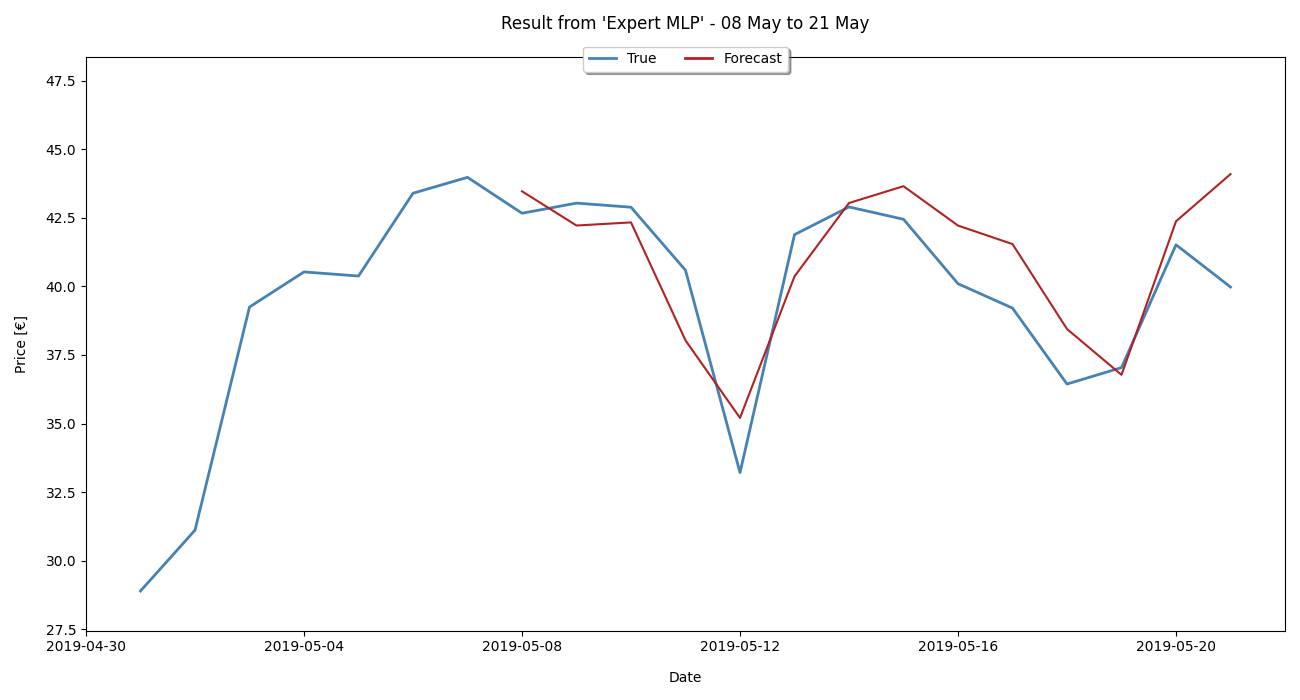 Result from 'Expert MLP' - 08 May to 21 May
True Forecast
47.5
45.0
42.5
40.0
37.5
35.0
32.5
30.0
27.5
Price [€]
2019-04-30 2019-05-04 2019-05-08 2019-05-12 2019-05-16 2019-05-20
Date